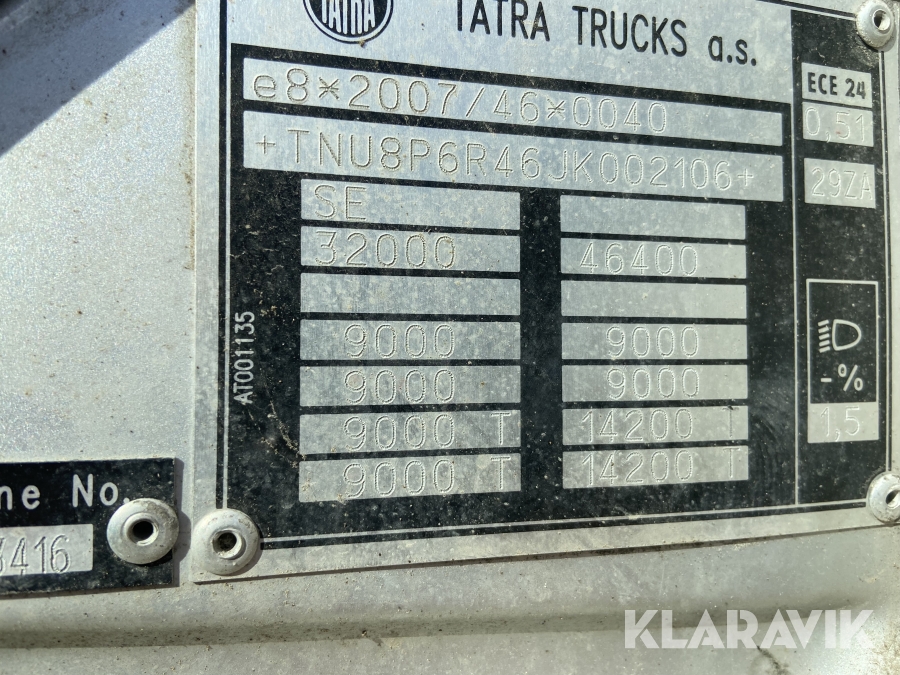 TATRA
TATRA TRUCKS a.s.
e8*2007/46*0040
+TNU8P6R46JK002106+
ECE 24
0,51
29ZA
SE
32000 46400
9000 9000
9000 9000
9000 T 14200 T
9000 T 14200 T
-%
1,5
AT001135
ne No.
3416
KLARAVIK